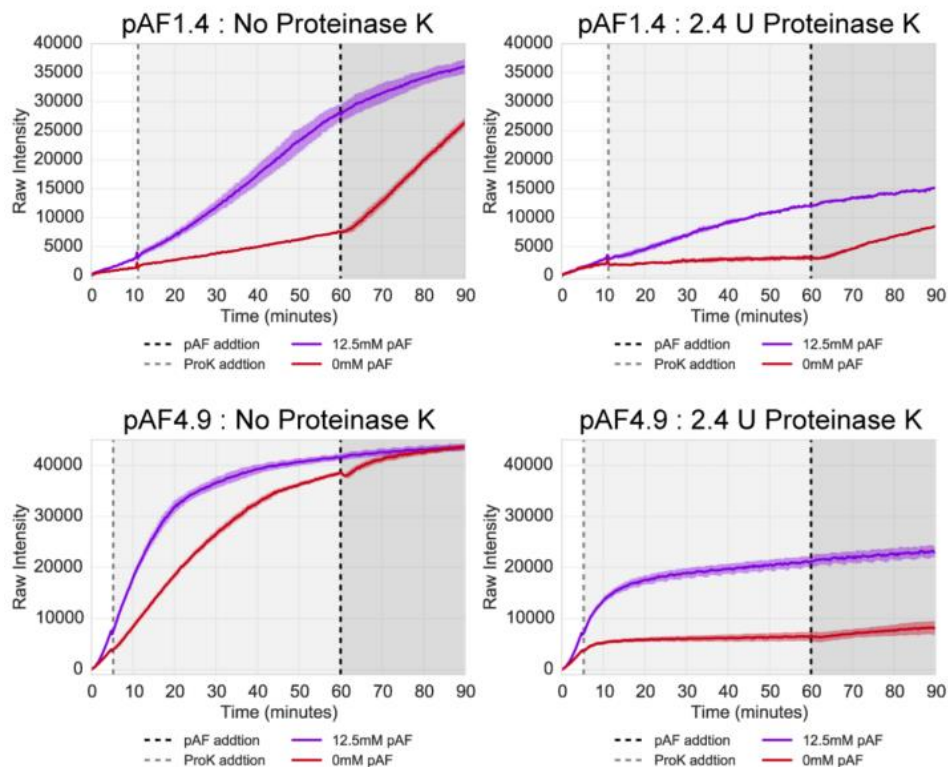 pAF1.4 : No Proteinase K
40000
35000
30000
25000
20000
15000
10000
5000
0
Raw Intensity
0 10 20 30 40 50 60 70 80 90
Time (minutes)
pAF addtion 12.5mM pAF
ProK addtion 0mM pAF
pAF1.4 : 2.4 U Proteinase K
40000
35000
30000
25000
20000
15000
10000
5000
0
Raw Intensity
0 10 20 30 40 50 60 70 80 90
Time (minutes)
pAF addtion 12.5mM pAF
ProK addtion 0mM pAF
pAF4.9 : No Proteinase K
40000
30000
20000
10000
0
Raw Intensity
0 10 20 30 40 50 60 70 80 90
Time (minutes)
pAF addtion 12.5mM pAF
ProK addtion 0mM pAF
pAF4.9 : 2.4 U Proteinase K
40000
30000
20000
10000
0
Raw Intensity
0 10 20 30 40 50 60 70 80 90
Time (minutes)
pAF addtion 12.5mM pAF
ProK addtion 0mM pAF